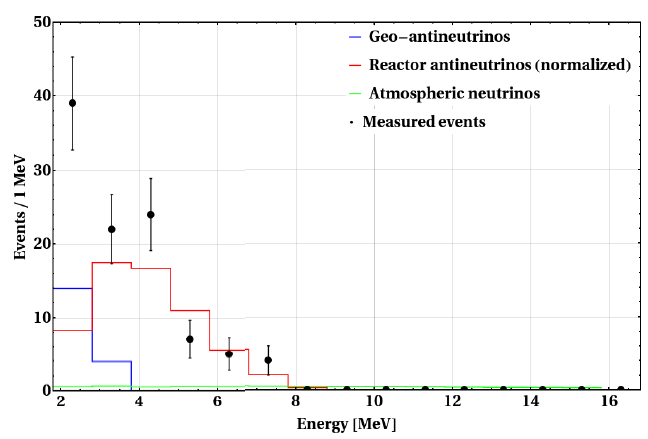 50
40
30
20
10
0
Events / 1 MeV
Geo−antineutrinos
Reactor antineutrinos (normalized)
Atmospheric neutrinos
Measured events
2 4 6 8 10 12 14 16
Energy [MeV]